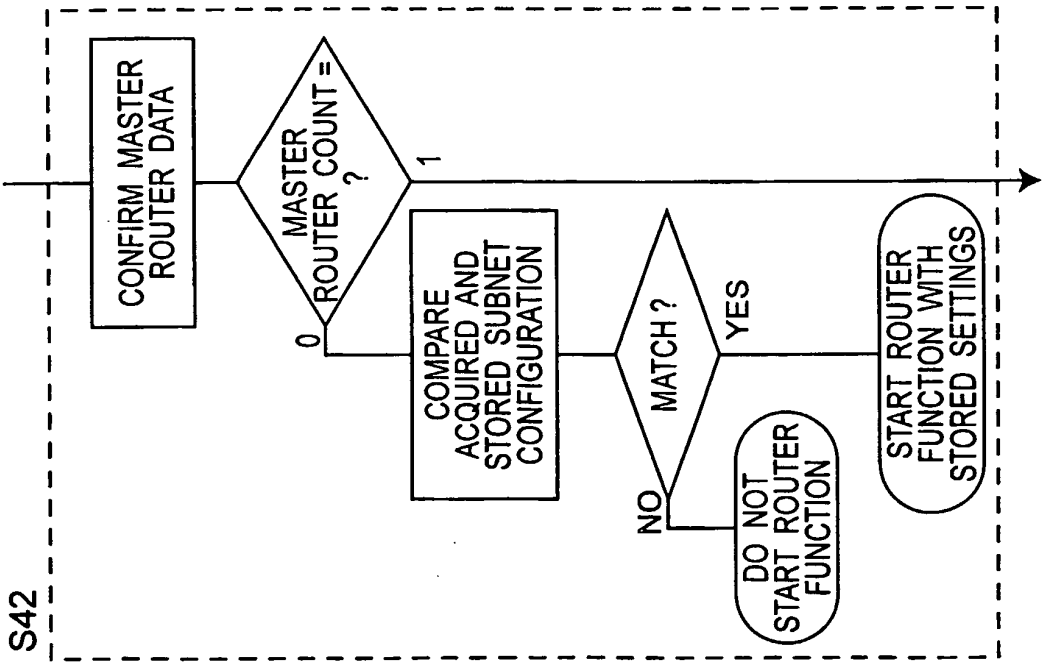 S42
CONFIRM MASTER
ROUTER DATA
MASTER
ROUTER COUNT =
?
0
1
COMPARE
ACQUIRED AND
STORED SUBNET
CONFIGURATION
MATCH ?
NO
YES
DO NOT
START ROUTER
FUNCTION
START ROUTER
FUNCTION WITH
STORED SETTINGS